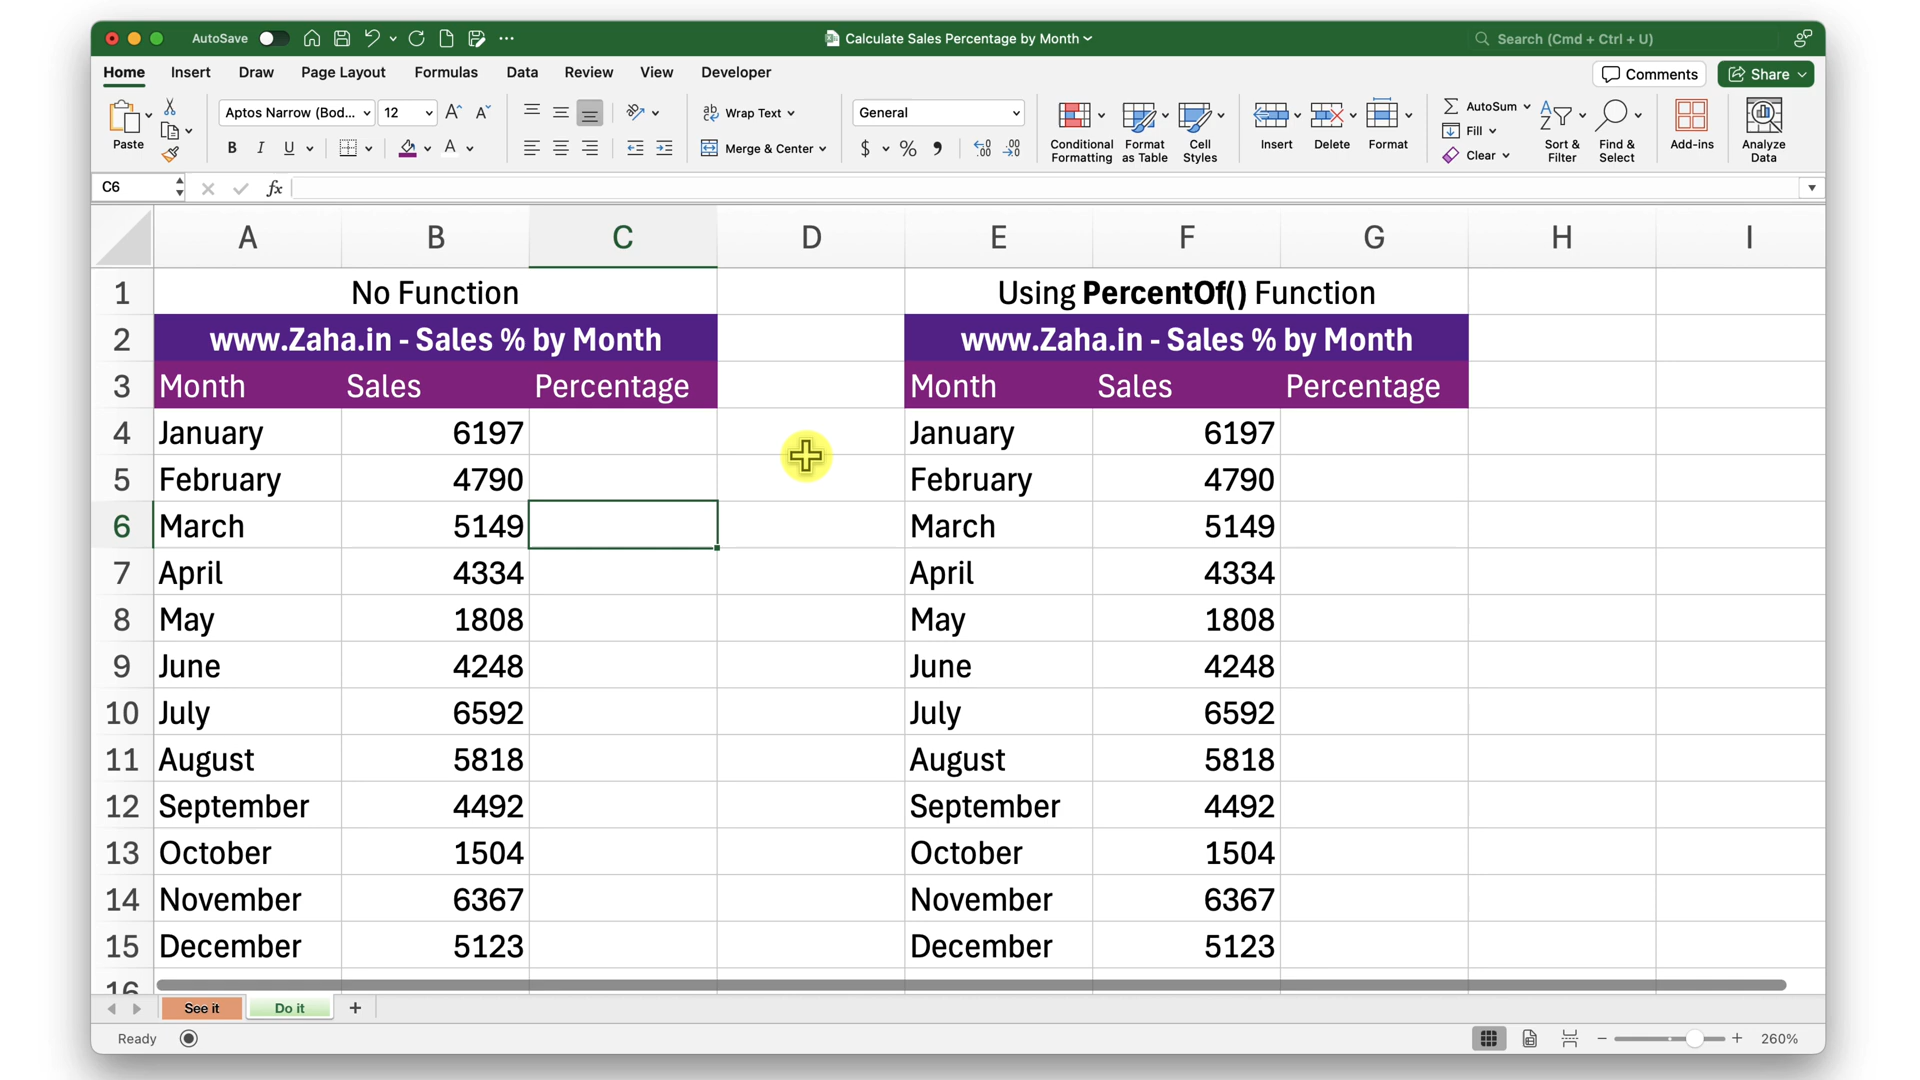 AutoSave
Calculate Sales Percentage by Month
Search (Cmd + Ctrl + U)
Home Insert Draw Page Layout Formulas Data Review View Developer
Comments Share
Paste
Aptos Narrow (Bod... 12
B I U
Wrap Text
Merge & Center
General
Conditional Formatting
Format as Table
Cell Styles
Insert
Delete
Format
AutoSum
Fill
Clear
Sort & Filter
Find & Select
Add-ins
Analyze Data
C6 fx
A B C D E F G H I
1 No Function Using PercentOf() Function
2 www.Zaha.in - Sales % by Month www.Zaha.in - Sales % by Month
3 Month Sales Percentage Month Sales Percentage
4 January 6197 January 6197
5 February 4790 February 4790
6 March 5149 March 5149
7 April 4334 April 4334
8 May 1808 May 1808
9 June 4248 June 4248
10 July 6592 July 6592
11 August 5818 August 5818
12 September 4492 September 4492
13 October 1504 October 1504
14 November 6367 November 6367
15 December 5123 December 5123
16
See it Do it +
Ready
260%